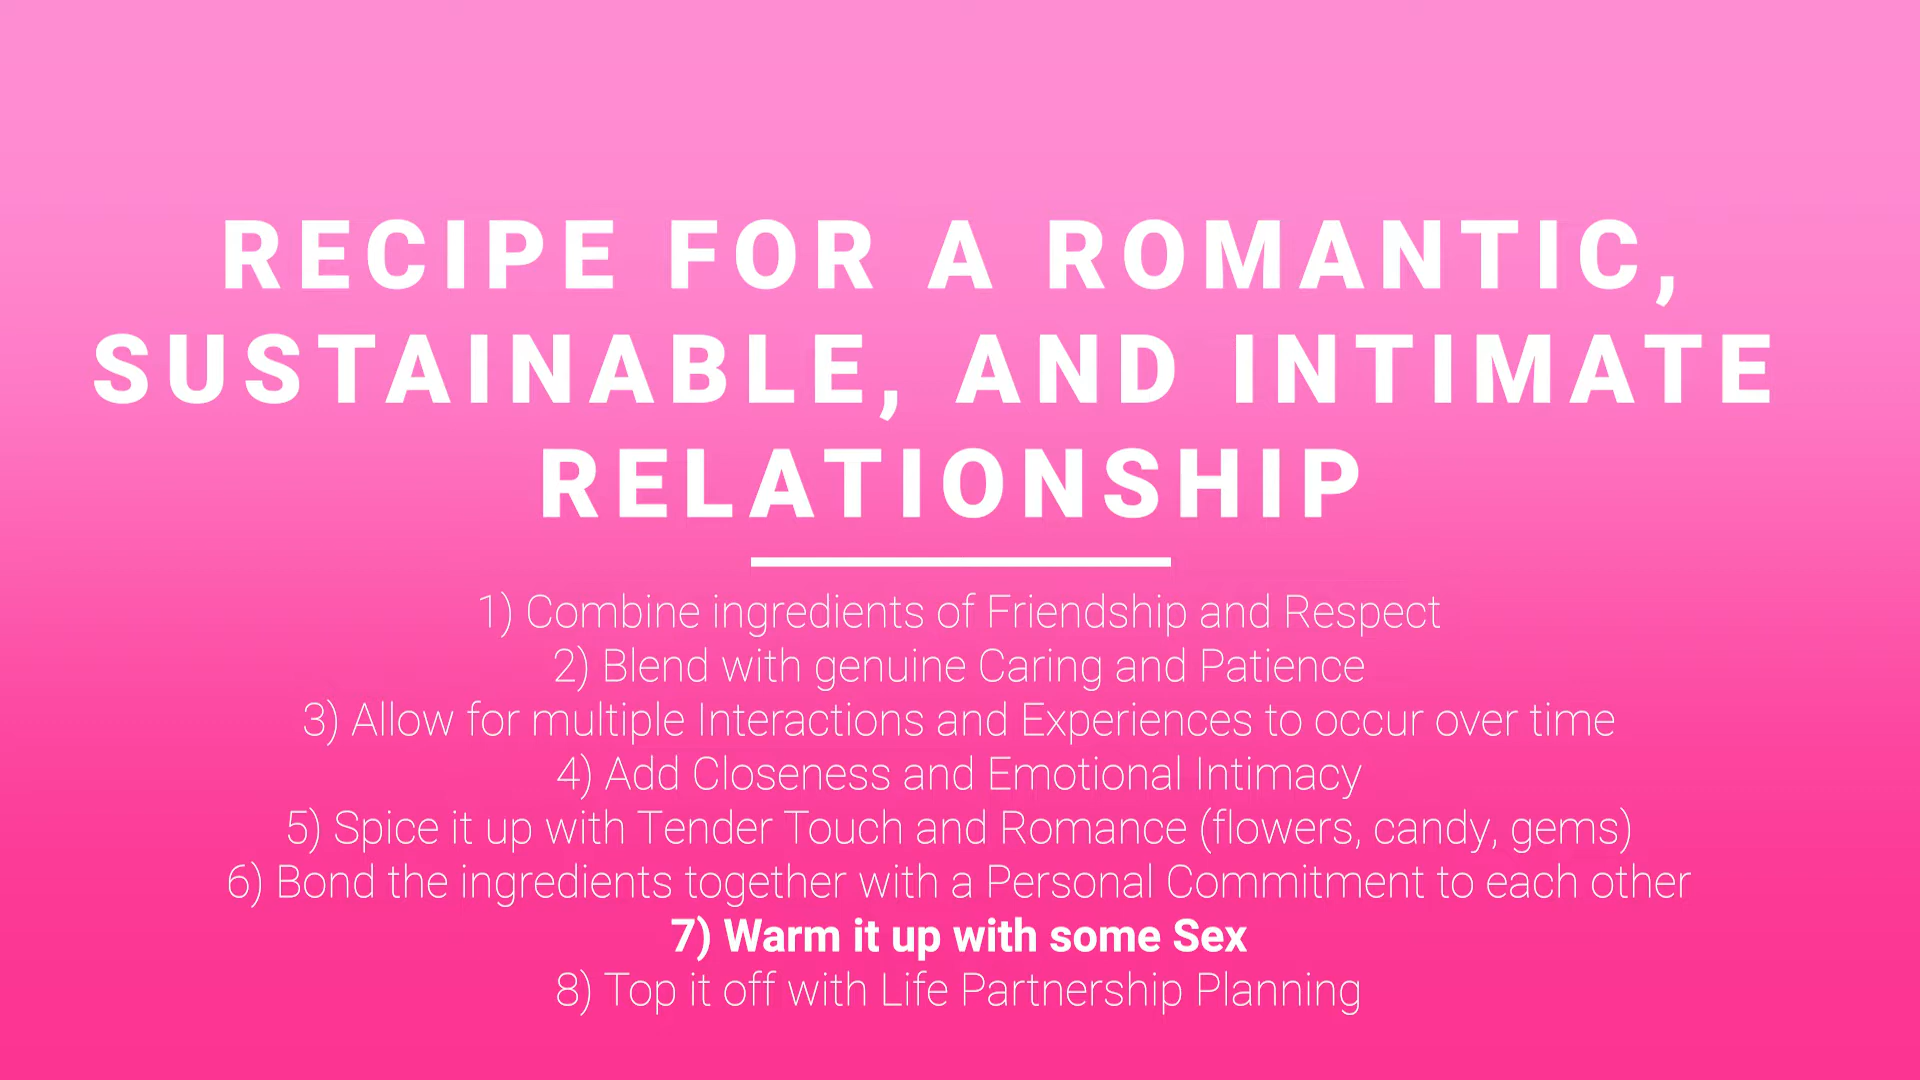 RECIPE FOR A ROMANTIC,
SUSTAINABLE, AND INTIMATE
RELATIONSHIP
1) Combine ingredients of Friendship and Respect
2) Blend with genuine Caring and Patience
3) Allow for multiple Interactions and Experiences to occur over time
4) Add Closeness and Emotional Intimacy
5) Spice it up with Tender Touch and Romance (flowers, candy, gems)
6) Bond the ingredients together with a Personal Commitment to each other
7) Warm it up with some Sex
8) Top it off with Life Partnership Planning